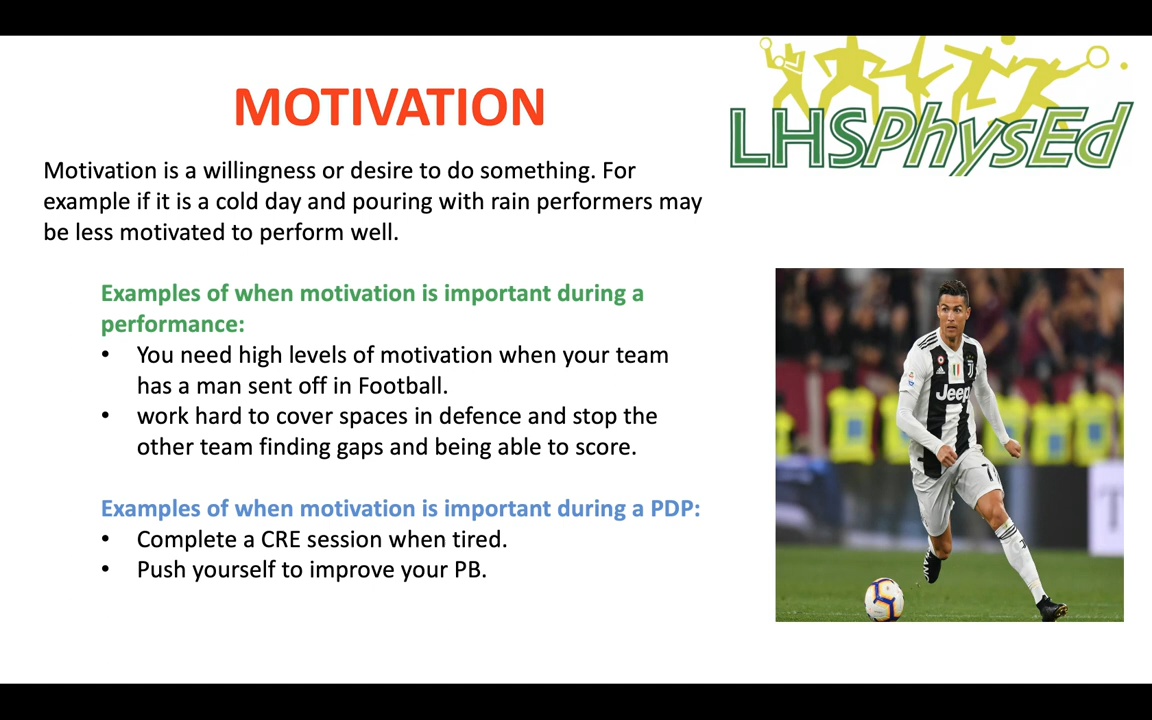 MOTIVATION
LHSPhysEd
Motivation is a willingness or desire to do something. For
example if it is a cold day and pouring with rain performers may
be less motivated to perform well.
Examples of when motivation is important during a
performance:
• You need high levels of motivation when your team
has a man sent off in Football.
• work hard to cover spaces in defence and stop the
other team finding gaps and being able to score.
Examples of when motivation is important during a PDP:
• Complete a CRE session when tired.
• Push yourself to improve your PB.
Jeep